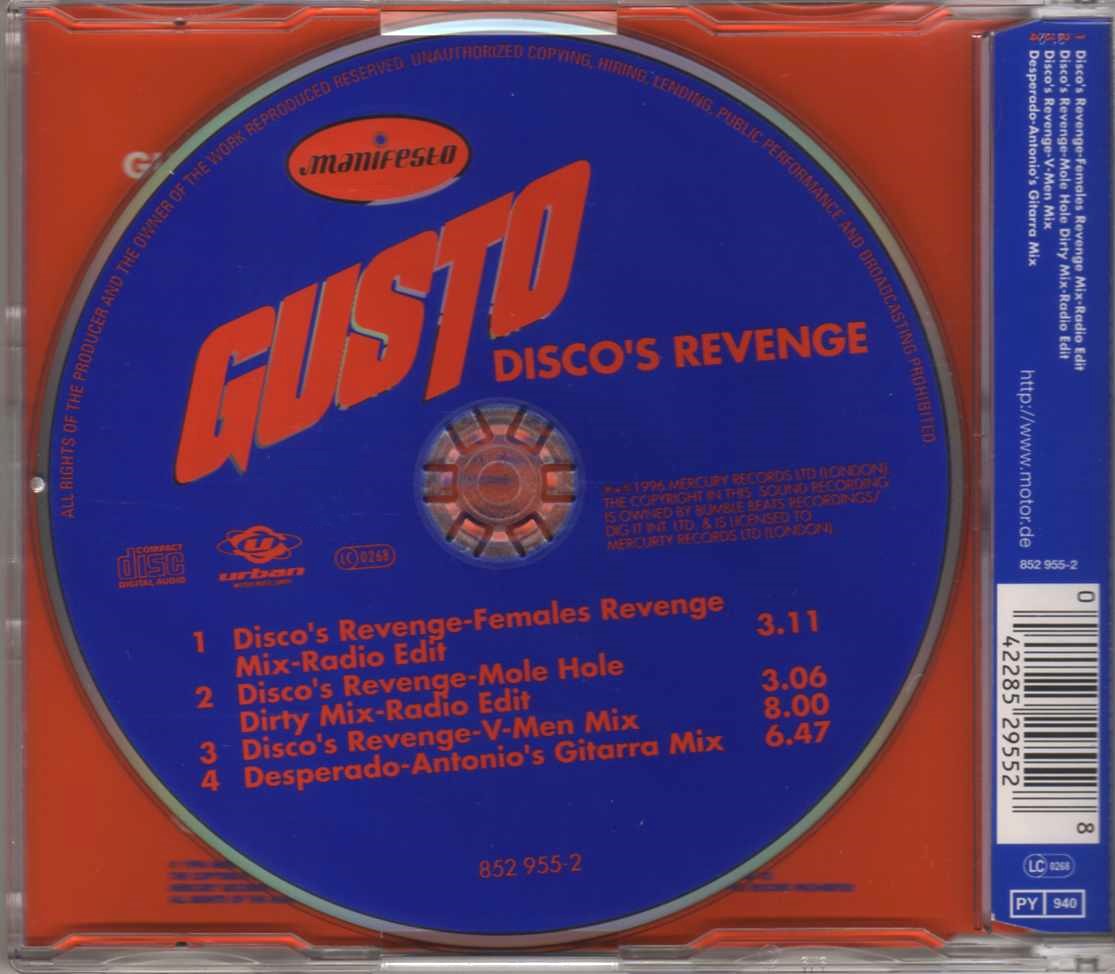 ALL RIGHTS OF THE PRODUCER AND THE OWNER OF THE WORK REPRODUCED RESERVED. UNAUTHORIZED COPYING, HIRING, LENDING, PUBLIC PERFORMANCE AND BROADCASTING PROHIBITED
manifesto
GUSTO
DISCO'S REVENGE
1996 MERCURY RECORDS LTD (LONDON)
THE COPYRIGHT IN THIS SOUND RECORDING
IS OWNED BY BUMBLE BEATS RECORDINGS/
DIG IT INT. LTD. & IS LICENSED TO
MERCURTY RECORDS LTD (LONDON)
COMPACT
disc
DIGITAL AUDIO
urban
LC 0268
1 Disco's Revenge-Females Revenge
Mix-Radio Edit 3.11
2 Disco's Revenge-Mole Hole
Dirty Mix-Radio Edit 3.06
3 Disco's Revenge-V-Men Mix 8.00
4 Desperado-Antonio's Gitarra Mix 6.47
852 955-2
Disco's Revenge-Females Revenge Mix-Radio Edit
Disco's Revenge-Mole Hole Dirty Mix-Radio Edit
Disco's Revenge-V-Men Mix
Desperado-Antonio's Gitarra Mix
http://www.motor.de
852 955-2
0 42285 29552 8
LC 0268
PY 940